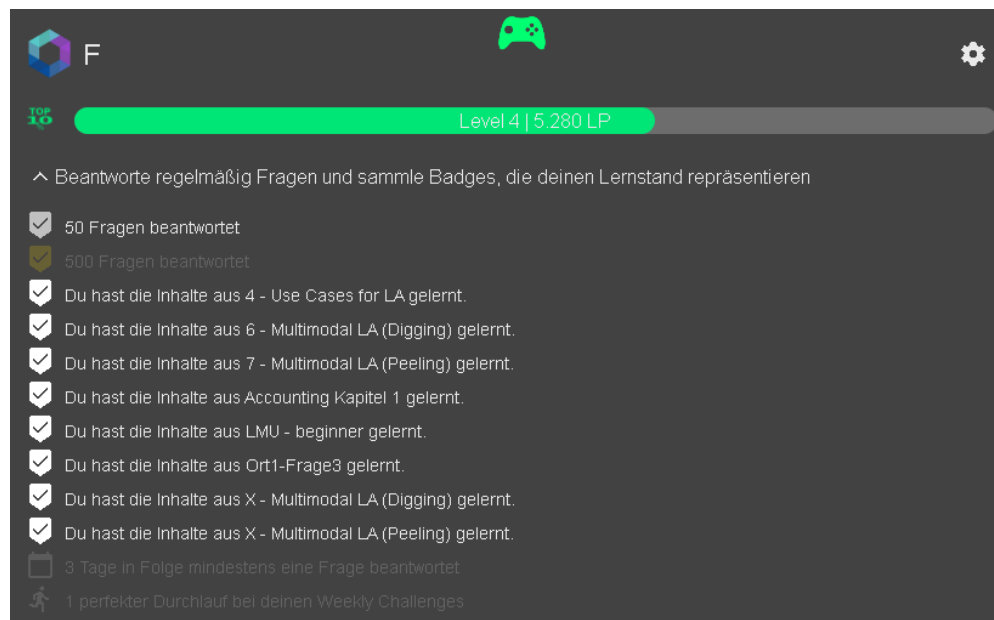 F
TOP
10
Level 4 | 5.280 LP
Beantworte regelmäßig Fragen und sammle Badges, die deinen Lernstand repräsentieren
50 Fragen beantwortet
500 Fragen beantwortet
Du hast die Inhalte aus 4 - Use Cases for LA gelernt.
Du hast die Inhalte aus 6 - Multimodal LA (Digging) gelernt.
Du hast die Inhalte aus 7 - Multimodal LA (Peeling) gelernt.
Du hast die Inhalte aus Accounting Kapitel 1 gelernt.
Du hast die Inhalte aus LMU - beginner gelernt.
Du hast die Inhalte aus Ort1-Frage3 gelernt.
Du hast die Inhalte aus X - Multimodal LA (Digging) gelernt.
Du hast die Inhalte aus X - Multimodal LA (Peeling) gelernt.
3 Tage in Folge mindestens eine Frage beantwortet
1 perfekter Durchlauf bei deinen Weekly Challenges